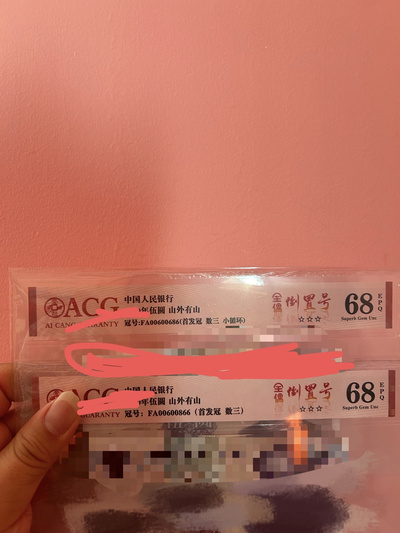 ACG
中国人民银行
年伍圆 山外有山
冠号:FA00600686(首发冠 数三 小循环)
全程
倒置号
☆☆☆
68
EPQ
Superb Gem Unc
ACG
中国人民银行
年伍圆 山外有山
冠号: FA00600866 (首发冠 数三)
倒置号
☆☆☆
68
EPQ
Superb Gem Unc